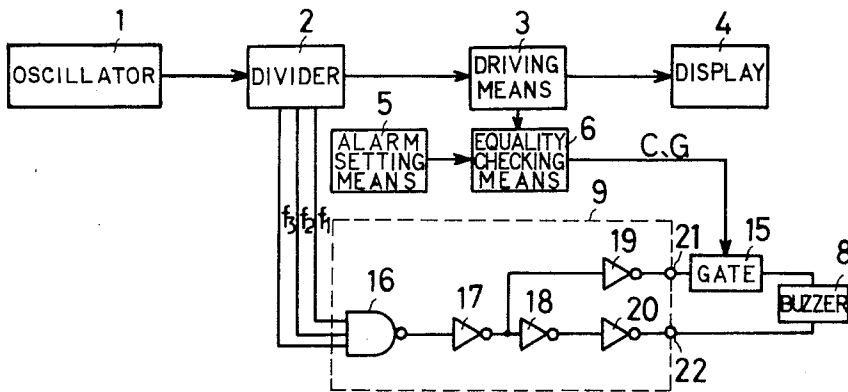 1
2
3
4
OSCILLATOR
DIVIDER
DRIVING
MEANS
DISPLAY
5
6
ALARM
SETTING
MEANS
EQUALITY
CHECKING
MEANS
C.G
f3 f2 f1
9
16
17
18
19
20
21
22
15
GATE
8
BUZZER